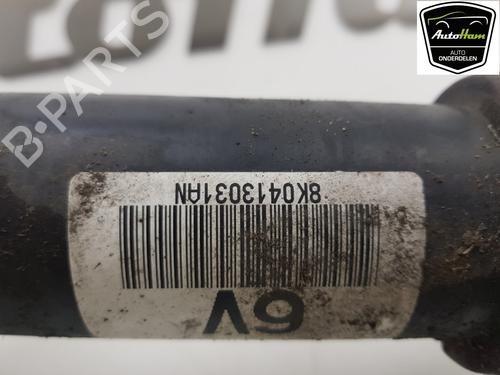 AutoHam
AUTO
ONDERDELEN
B-PARTS
8K0413031AN
6V